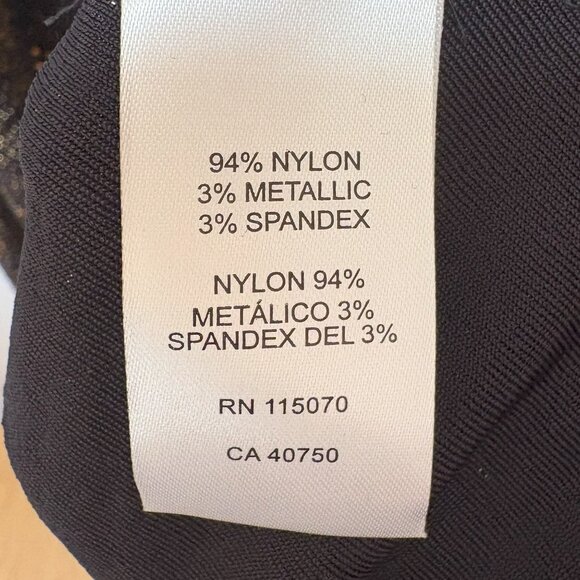 94% NYLON
3% METALLIC
3% SPANDEX
NYLON 94%
METÁLICO 3%
SPANDEX DEL 3%
RN 115070
CA 40750